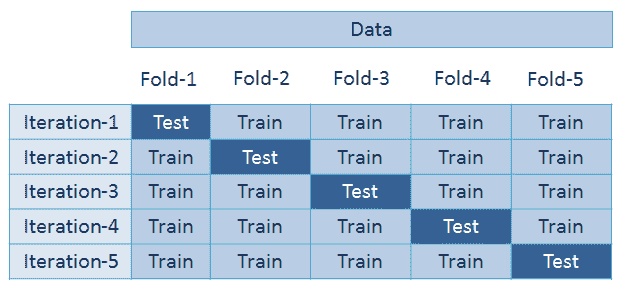 Data
Fold-1 Fold-2 Fold-3 Fold-4 Fold-5
Iteration-1 Test Train Train Train Train
Iteration-2 Train Test Train Train Train
Iteration-3 Train Train Test Train Train
Iteration-4 Train Train Train Test Train
Iteration-5 Train Train Train Train Test